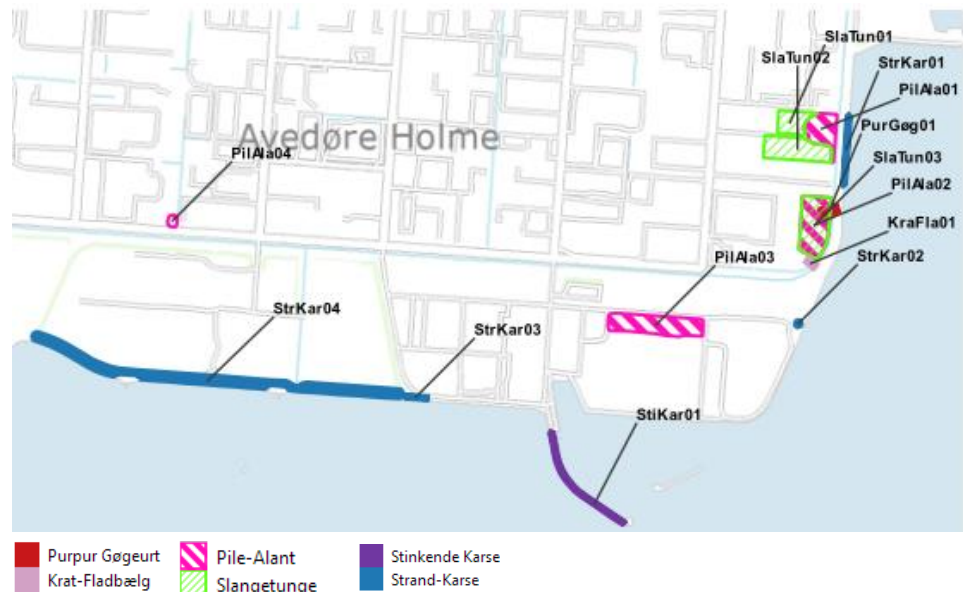 SlaTun01
SlaTun02
StrKar01
PilAla01
PurGøg01
Avedøre Holme
PilAla04
SlaTun03
PilAla02
KraFla01
PilAla03
StrKar02
StrKar04
StrKar03
StiKar01
Purpur Gøgeurt
Krat-Fladbælg
Pile-Alant
Slangetunge
Stinkende Karse
Strand-Karse